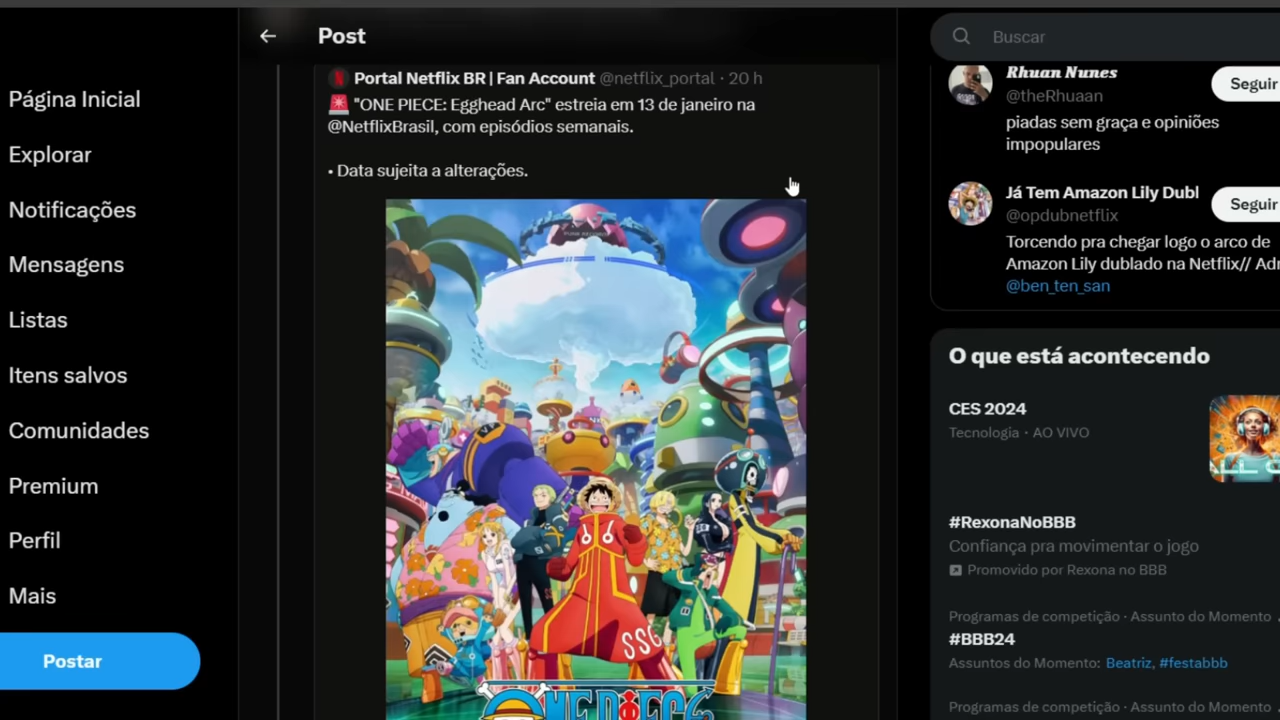 Post
Buscar
Página Inicial
Explorar
Notificações
Mensagens
Listas
Itens salvos
Comunidades
Premium
Perfil
Mais
Postar
Portal Netflix BR | Fan Account @netflix_portal · 20 h
"ONE PIECE: Egghead Arc" estreia em 13 de janeiro na
@NetflixBrasil, com episódios semanais.
• Data sujeita a alterações.
PUNK RECORDS
SSG
ONE PIECE
Rhuan Nunes
@theRhuaan
Seguir
piadas sem graça e opiniões
impopulares
Já Tem Amazon Lily Dubl
@opdubnetflix
Seguir
Torcendo pra chegar logo o arco de
Amazon Lily dublado na Netflix// Adr
@ben_ten_san
O que está acontecendo
CES 2024
Tecnologia · AO VIVO
#RexonaNoBBB
Confiança pra movimentar o jogo
Promovido por Rexona no BBB
Programas de competição · Assunto do Momento
#BBB24
Assuntos do Momento: Beatriz, #festabbb
Programas de competição · Assunto do Momento